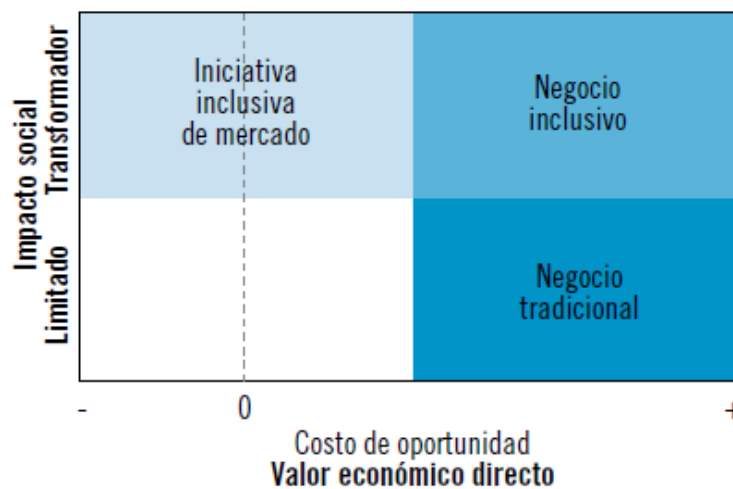 Impacto social
Transformador
Limitado
Iniciativa
inclusiva
de mercado
Negocio
inclusivo
Negocio
tradicional
-
0
+
Costo de oportunidad
Valor económico directo